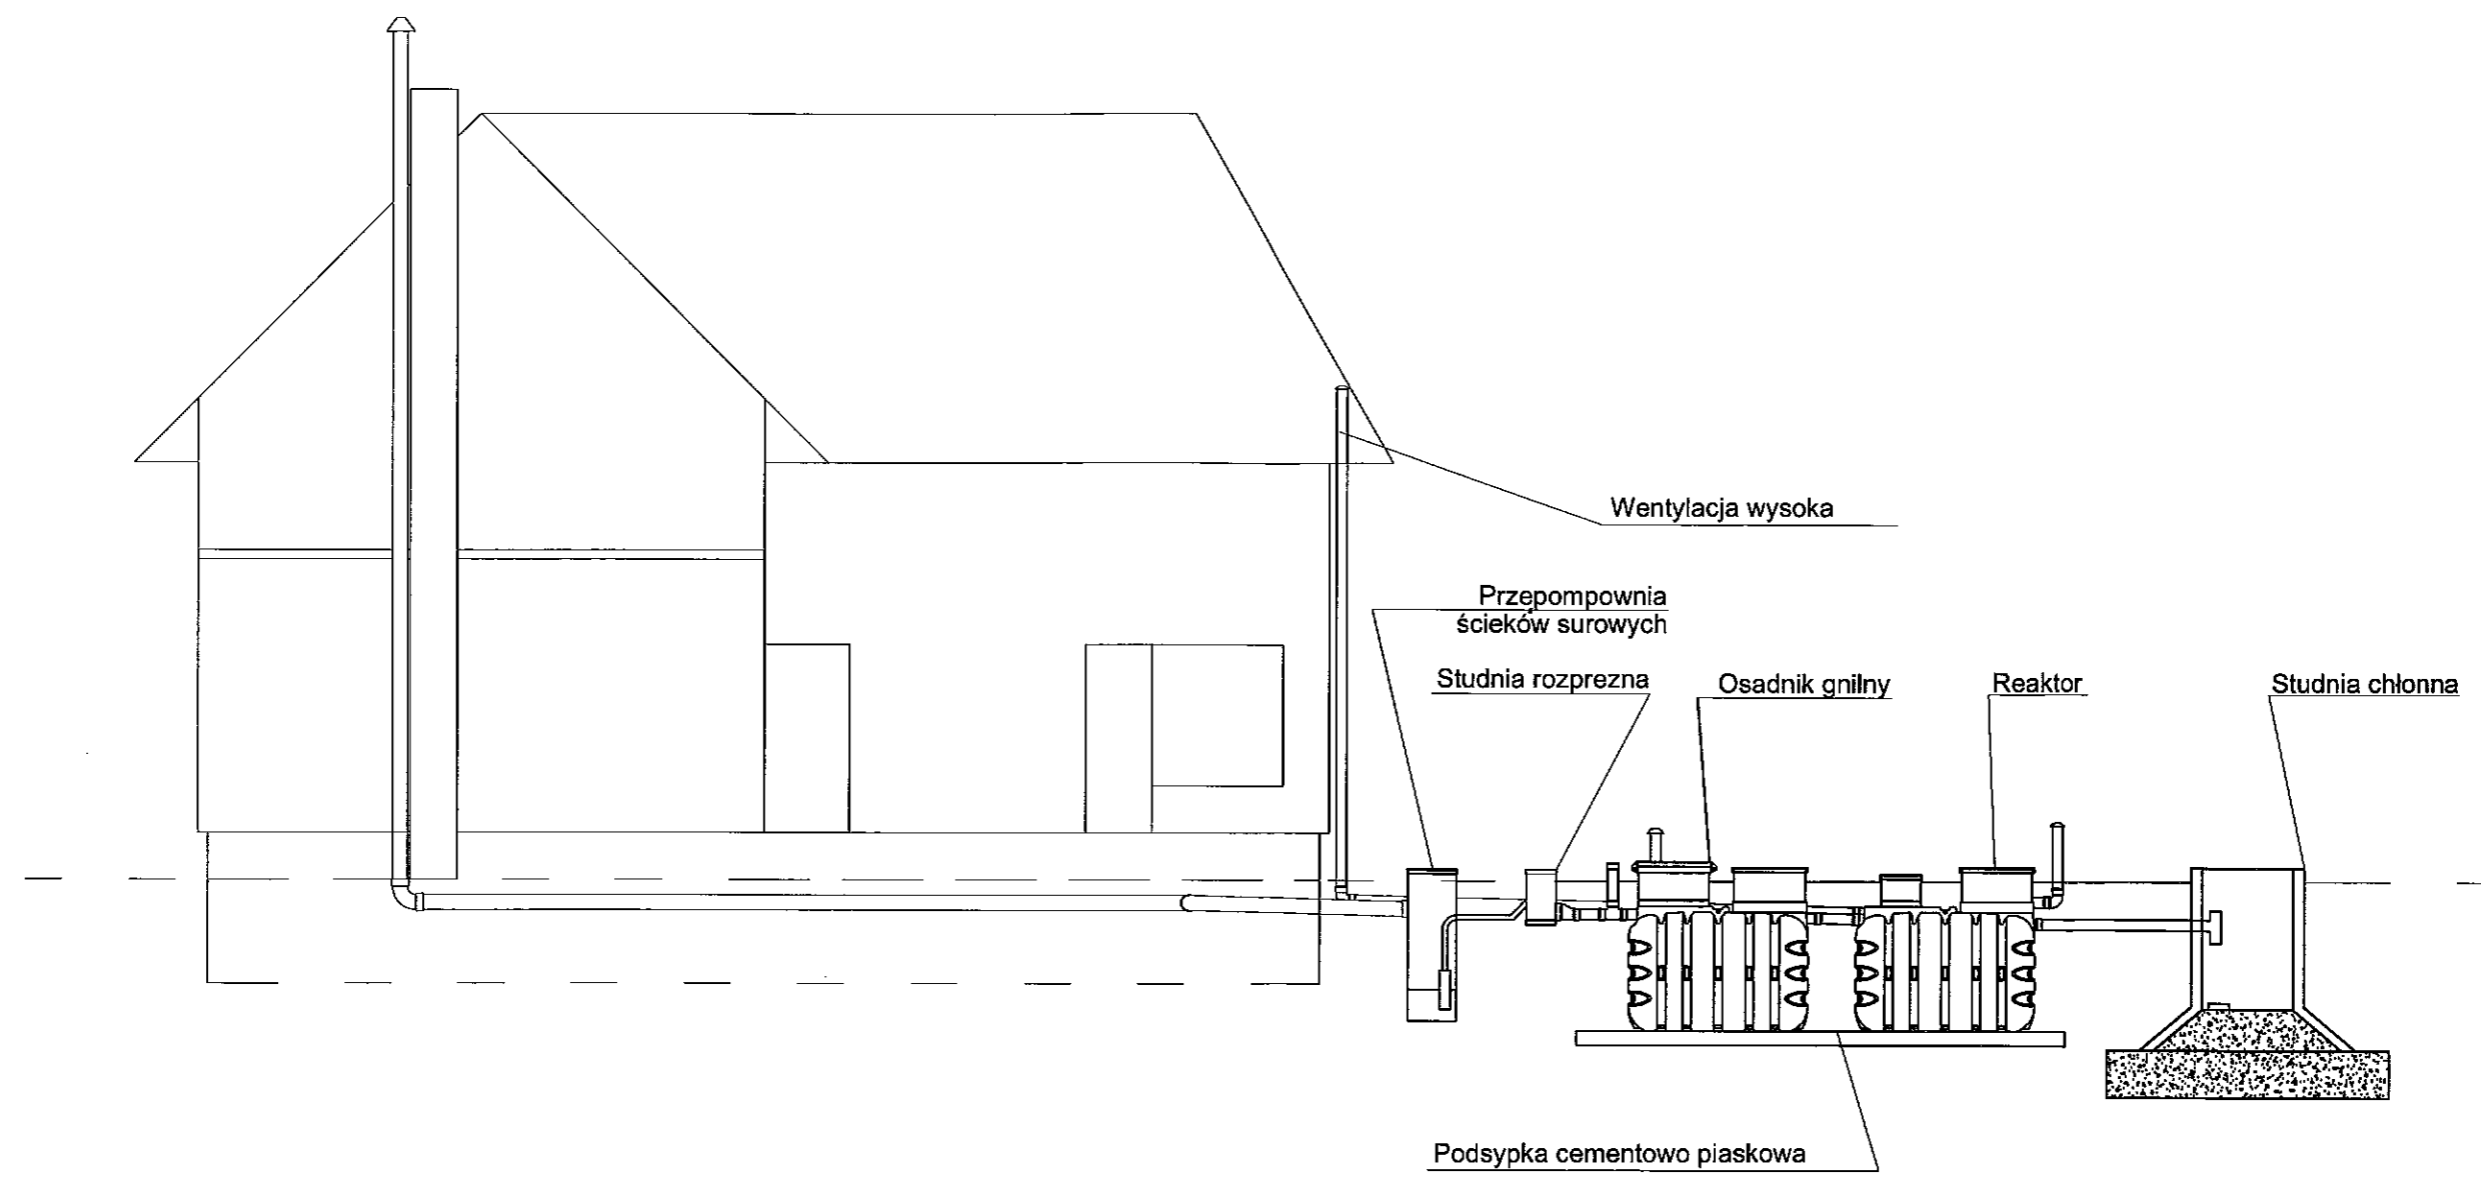 Wentylacja wysoka
Przepompownia
ścieków surowych
Studnia rozprezna
Osadnik gnilny
Reaktor
Studnia chłonna
Podsypka cementowo piaskowa